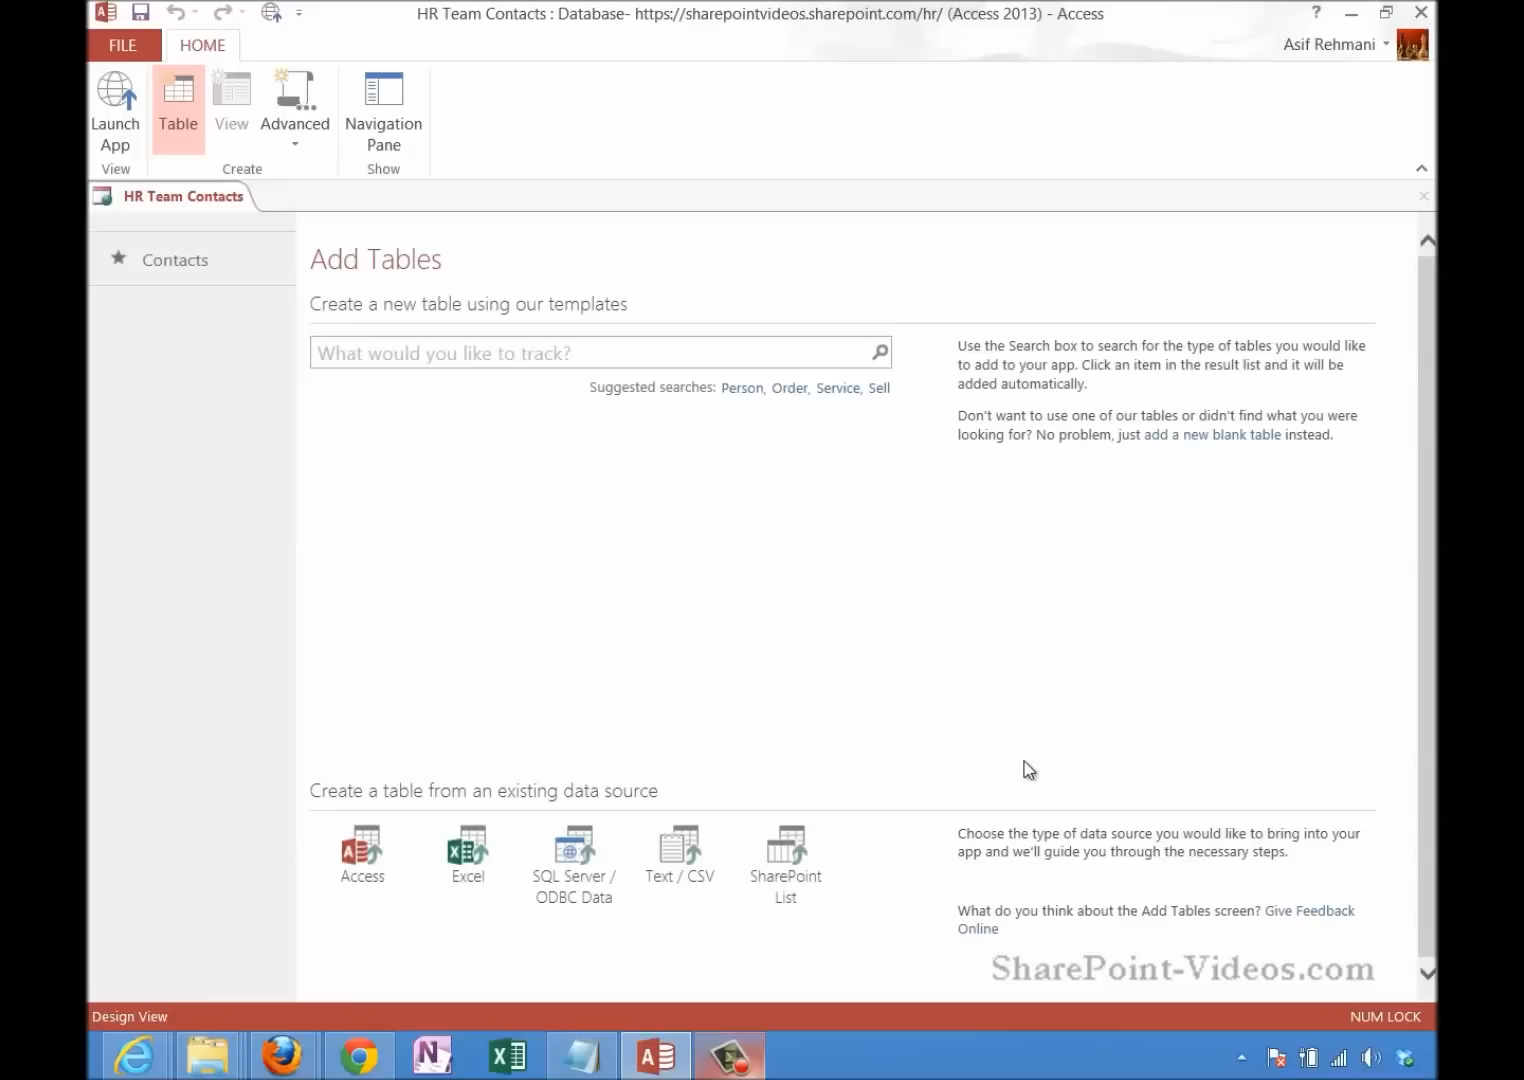 HR Team Contacts : Database- https://sharepointvideos.sharepoint.com/hr/ (Access 2013) - Access
FILE
HOME
Asif Rehmani
Launch App
Table
View
Advanced
Navigation Pane
View
Create
Show
HR Team Contacts
Contacts
Add Tables
Create a new table using our templates
What would you like to track?
Suggested searches: Person, Order, Service, Sell
Use the Search box to search for the type of tables you would like
to add to your app. Click an item in the result list and it will be
added automatically.
Don't want to use one of our tables or didn't find what you were
looking for? No problem, just add a new blank table instead.
Create a table from an existing data source
Access
Excel
SQL Server /
ODBC Data
Text / CSV
SharePoint
List
Choose the type of data source you would like to bring into your
app and we'll guide you through the necessary steps.
What do you think about the Add Tables screen? Give Feedback
Online
SharePoint-Videos.com
Design View
NUM LOCK